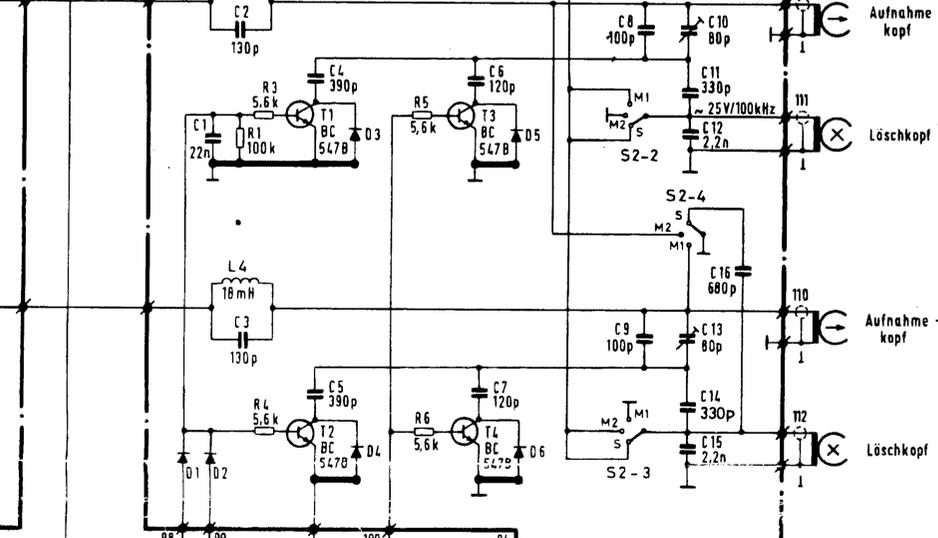 C2
130p
C8
100p
C10
80p
Aufnahme
kopf
1
C4
390p
C6
120p
C11
330p
R3
5,6k
R5
5,6k
M1
M2
S
S2-2
~ 25V/100kHz
111
C1
22n
R1
100k
T1
BC
547B
D3
T3
BC
547B
D5
C12
2,2n
Löschkopf
1
S2-4
S
M2
M1
C16
680p
L4
18mH
C3
130p
C9
100p
C13
80p
110
Aufnahme -
kopf
1
C5
390p
C7
120p
C14
330p
R4
5,6k
R6
5,6k
M1
M2
S
S2-3
112
T2
BC
547B
D4
T4
BC
547B
D6
C15
2,2n
Löschkopf
1
D1
D2